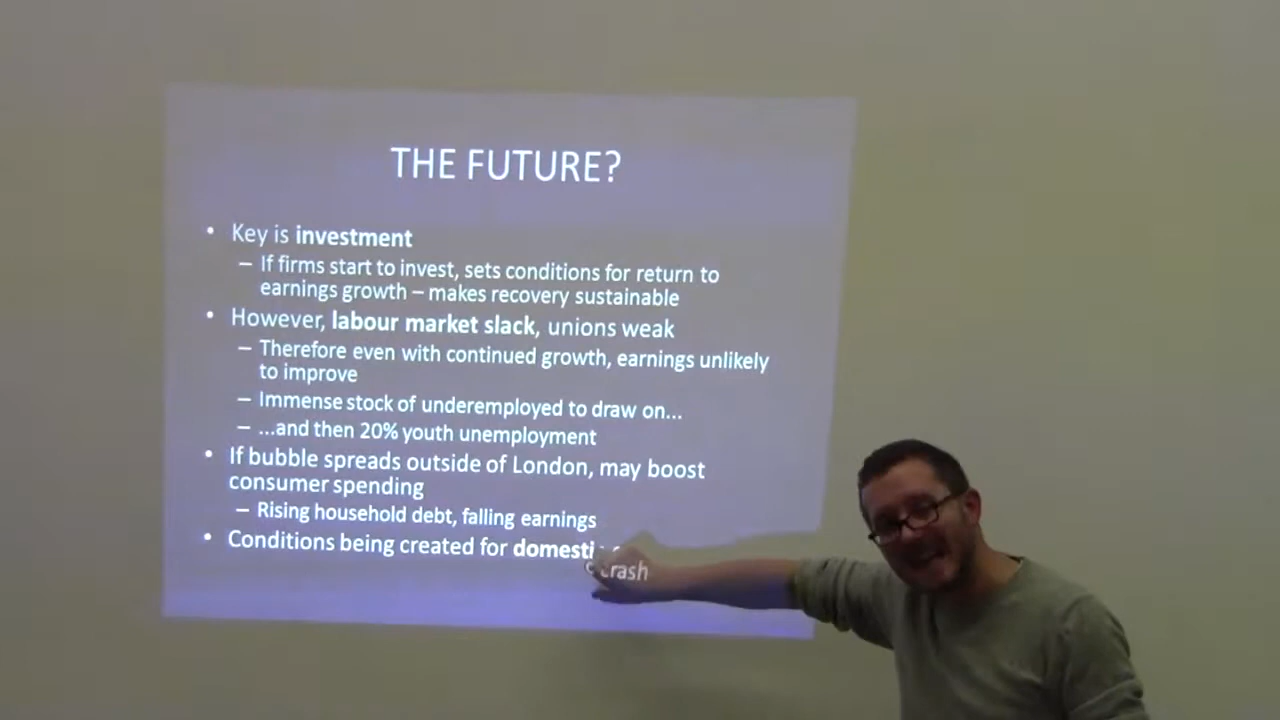 THE FUTURE?
• Key is investment
– If firms start to invest, sets conditions for return to
earnings growth – makes recovery sustainable
• However, labour market slack, unions weak
– Therefore even with continued growth, earnings unlikely
to improve
– Immense stock of underemployed to draw on...
– ...and then 20% youth unemployment
• If bubble spreads outside of London, may boost
consumer spending
– Rising household debt, falling earnings
• Conditions being created for domestic crash